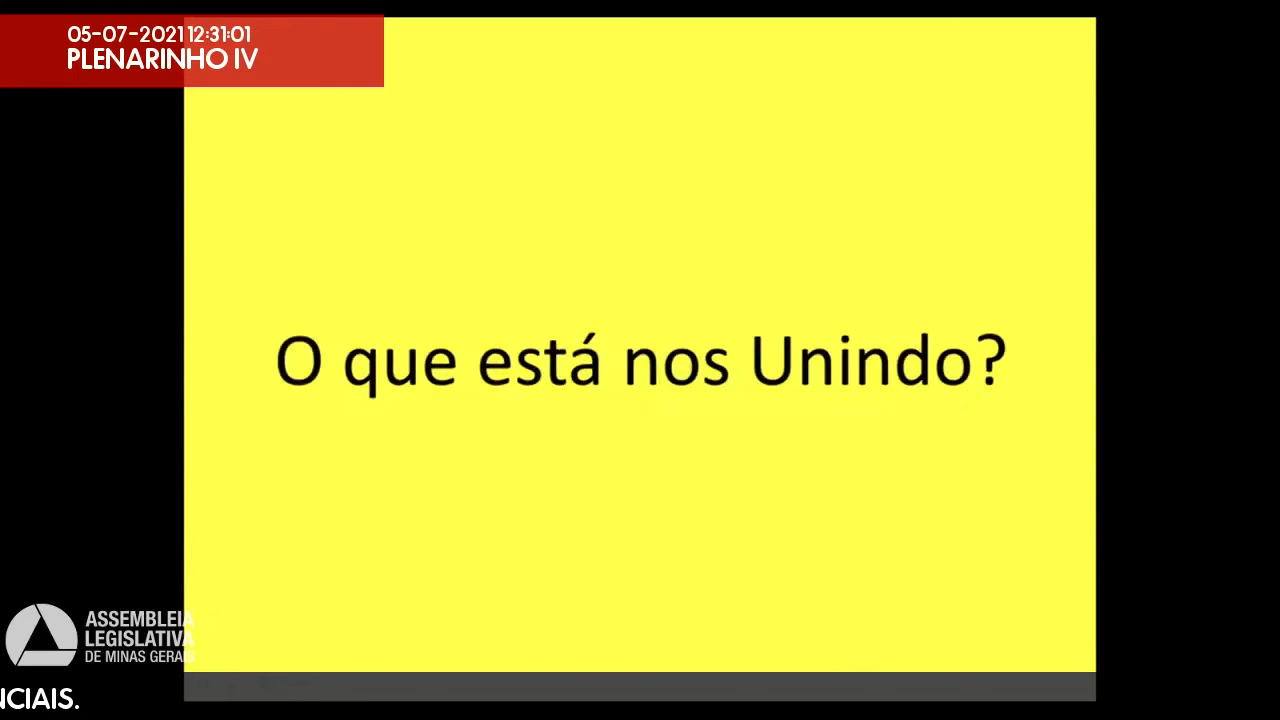 05-07-2021 12:31:01
PLENARINHO IV
O que está nos Unindo?
ASSEMBLEIA
LEGISLATIVA
DE MINAS GERAIS
NCIAIS.